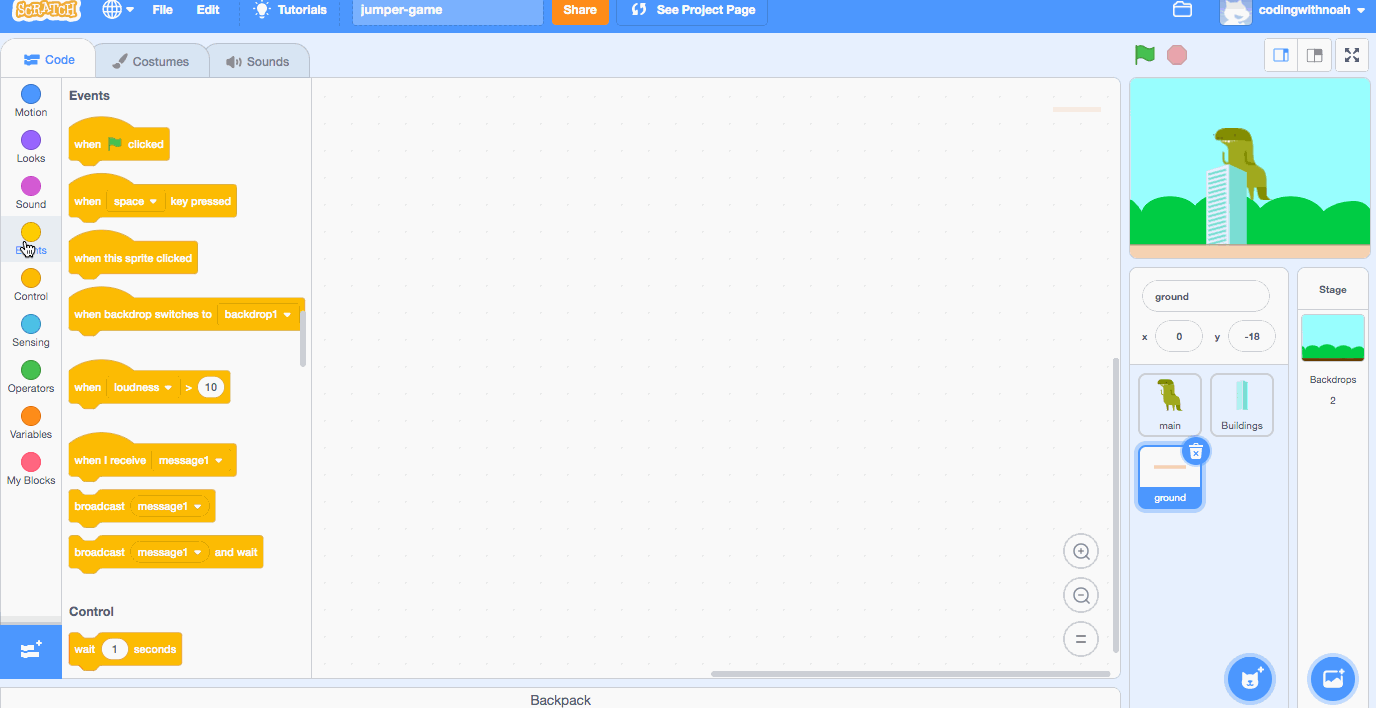 SCRATCH File Edit Tutorials jumper-game Share See Project Page codingwithnoah
Code Costumes Sounds
Motion
Looks
Sound
Events
Control
Sensing
Operators
Variables
My Blocks
Events
when clicked
when space key pressed
when this sprite clicked
when backdrop switches to backdrop1
when loudness > 10
when I receive message1
broadcast message1
broadcast message1 and wait
Control
wait 1 seconds
Backpack
ground
x 0 y -18
main Buildings
ground
Stage
Backdrops
2